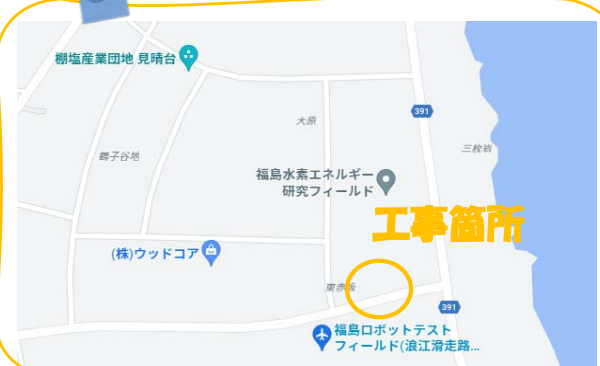 棚塩産業団地 見晴台
391
大原
三枚岩
鶴子谷地
福島水素エネルギー
研究フィールド
工事箇所
(株)ウッドコア
東赤坂
391
福島ロボットテスト
フィールド(浪江滑走路...